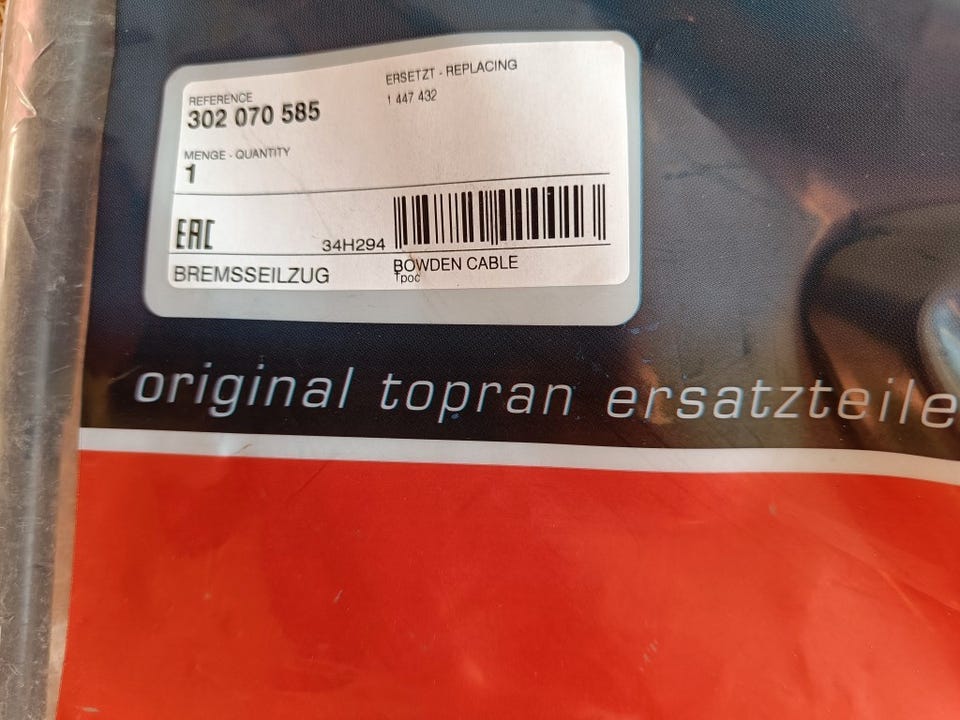 ERSETZT - REPLACING
1 447 432
REFERENCE
302 070 585
MENGE - QUANTITY
1
EAC
34H294
BREMSSEILZUG
BOWDEN CABLE
Трос
original topran ersatzteile